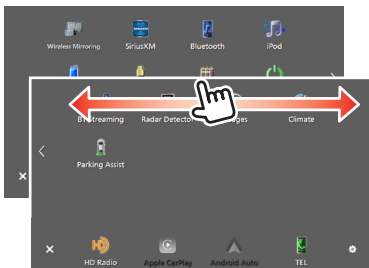 Wireless Mirroring SiriusXM Bluetooth iPod
BT Streaming Radar Detector Gauges Climate
Parking Assist
HD Radio Apple CarPlay Android Auto TEL